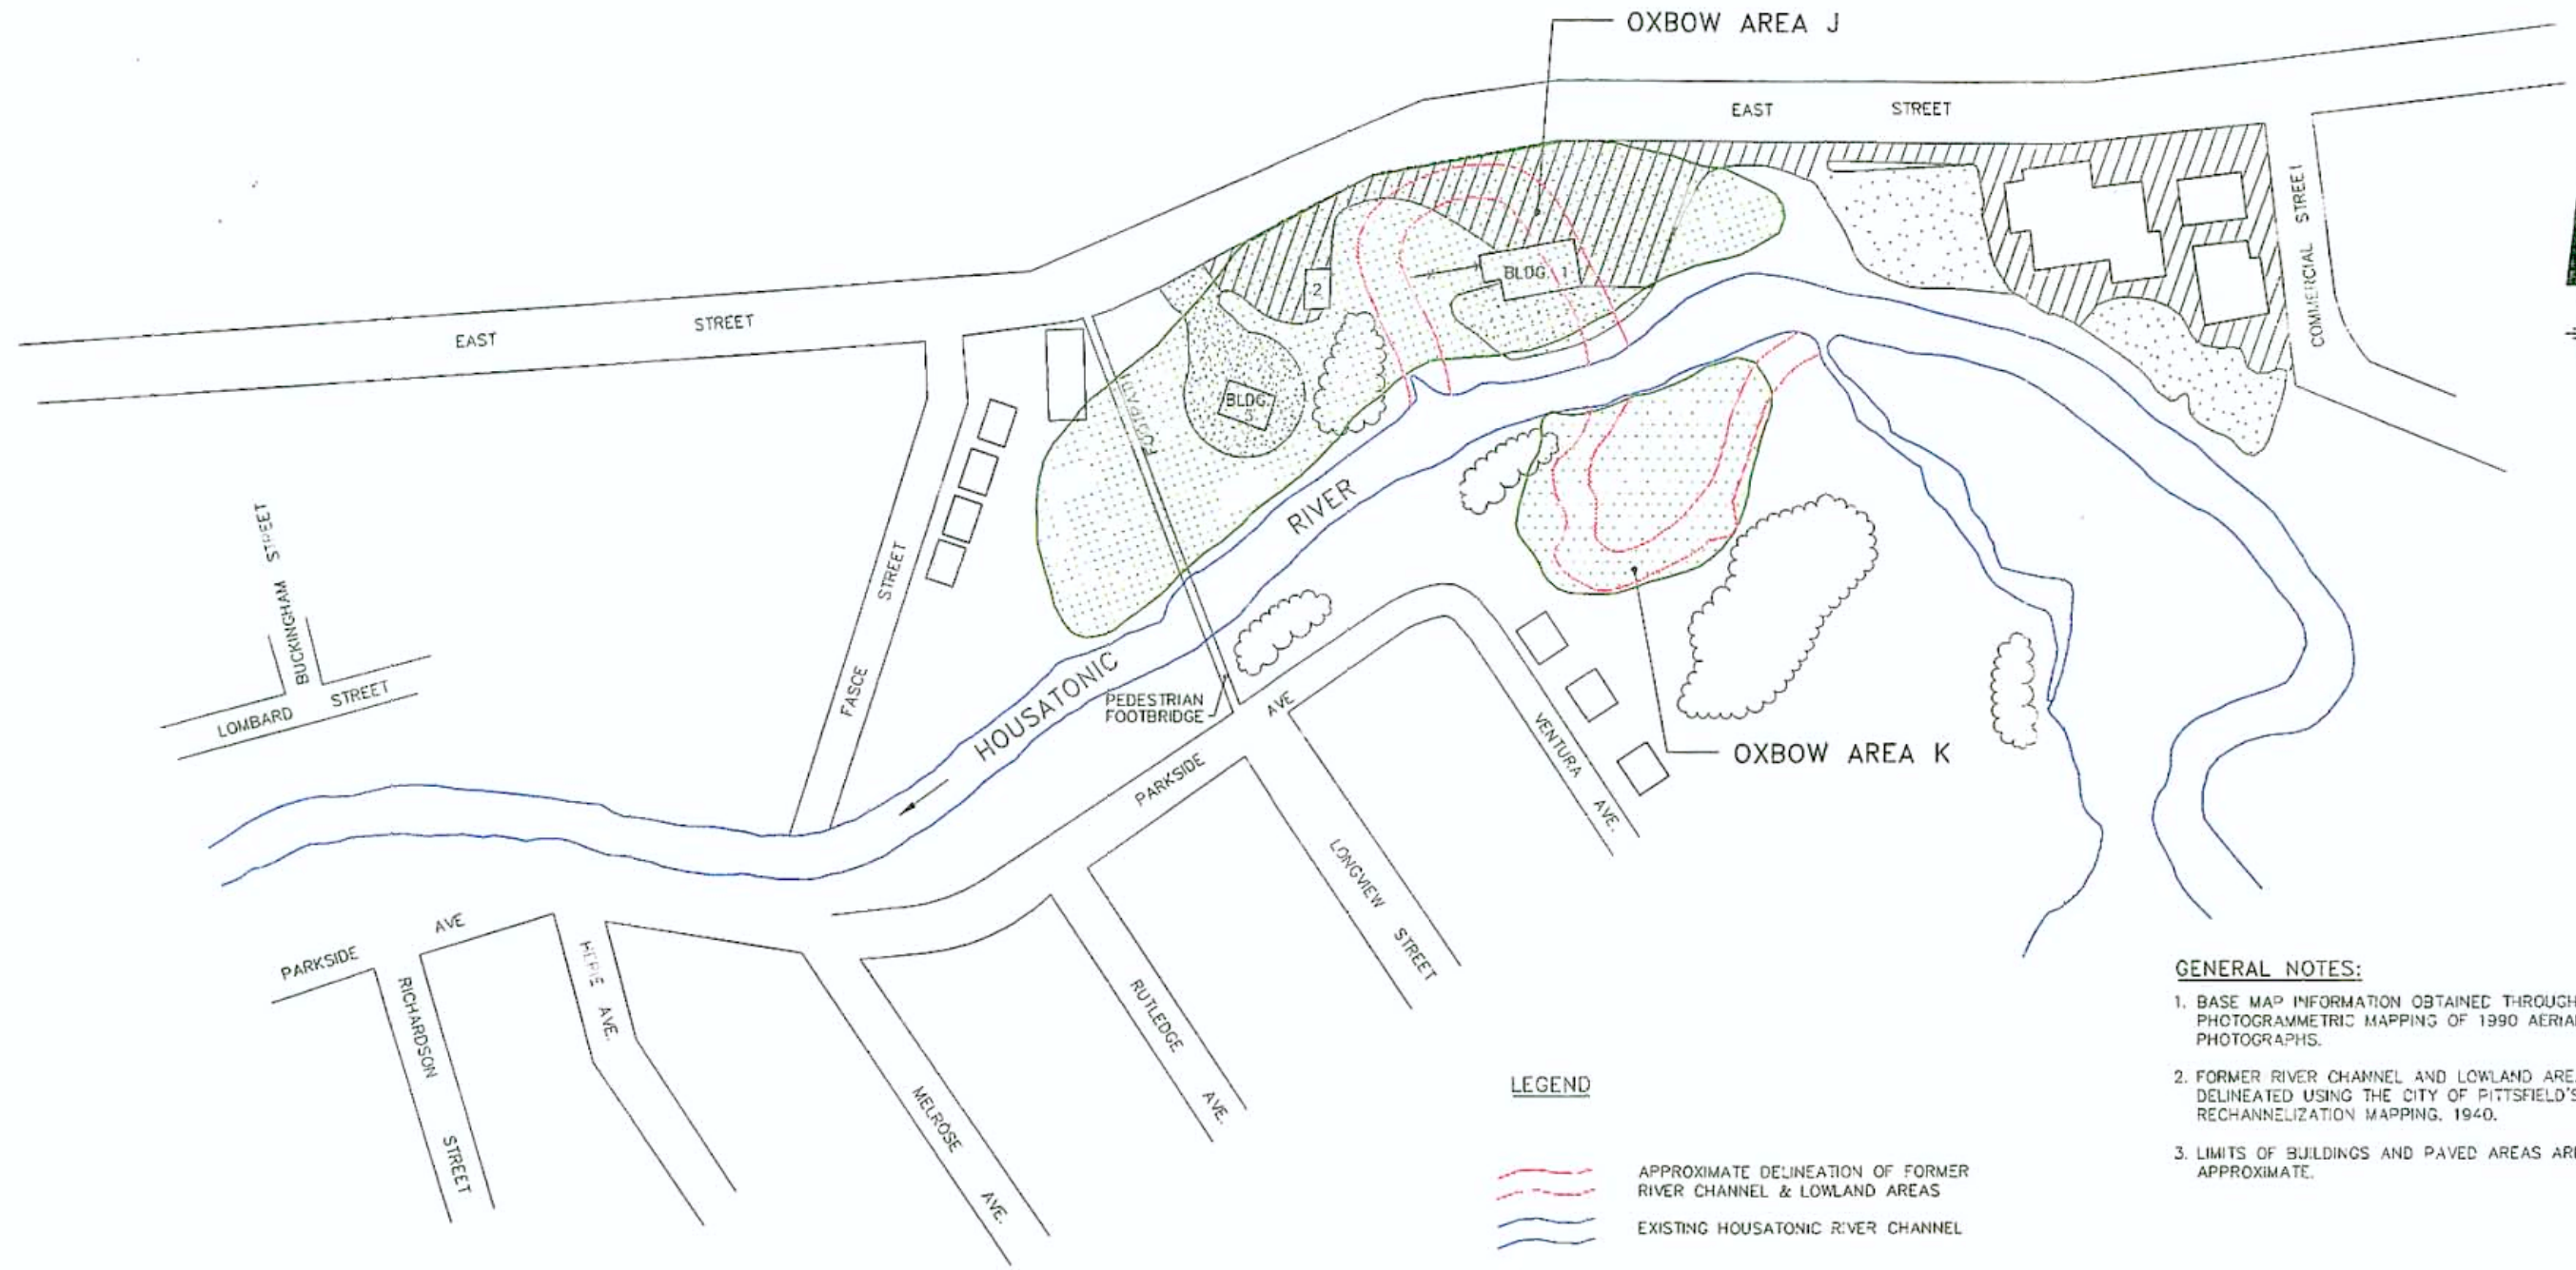 OXBOW AREA J
EAST STREET
COMMERCIAL STREET
BLDG. 1
2
BLDG.
3
EAST STREET
FOOTPATH
RIVER
HOUSATONIC
BUCKINGHAM STREET
LOMBARD STREET
FASCE STREET
PEDESTRIAN
FOOTBRIDGE
PARKSIDE AVE
VENTURA AVE.
OXBOW AREA K
LONGVIEW STREET
PARKSIDE AVE
RICHARDSON STREET
AVE.
MELROSE AVE.
RUTLEDGE AVE.
GENERAL NOTES:
1. BASE MAP INFORMATION OBTAINED THROUGH
PHOTOGRAMMETRIC MAPPING OF 1990 AERIAL
PHOTOGRAPHS.
2. FORMER RIVER CHANNEL AND LOWLAND ARE
DELINEATED USING THE CITY OF PITTSFIELD'S
RECHANNELIZATION MAPPING, 1940.
3. LIMITS OF BUILDINGS AND PAVED AREAS ARE
APPROXIMATE.
LEGEND
APPROXIMATE DELINEATION OF FORMER
RIVER CHANNEL & LOWLAND AREAS
EXISTING HOUSATONIC RIVER CHANNEL